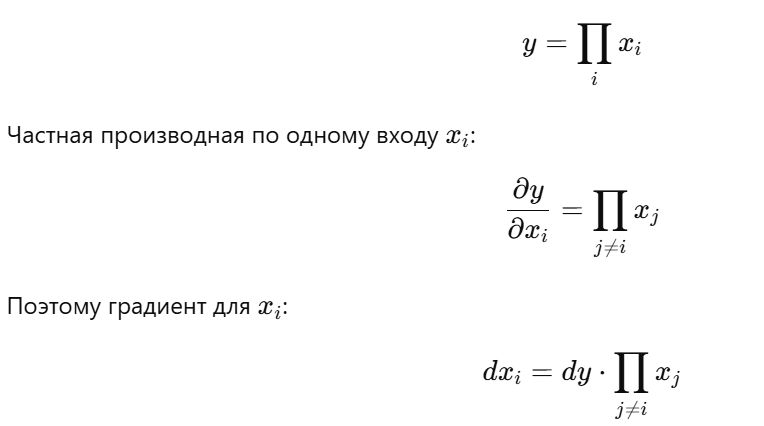 y = ∏_i x_i
Частная производная по одному входу x_i:
∂y/∂x_i = ∏_{j≠i} x_j
Поэтому градиент для x_i:
dx_i = dy · ∏_{j≠i} x_j